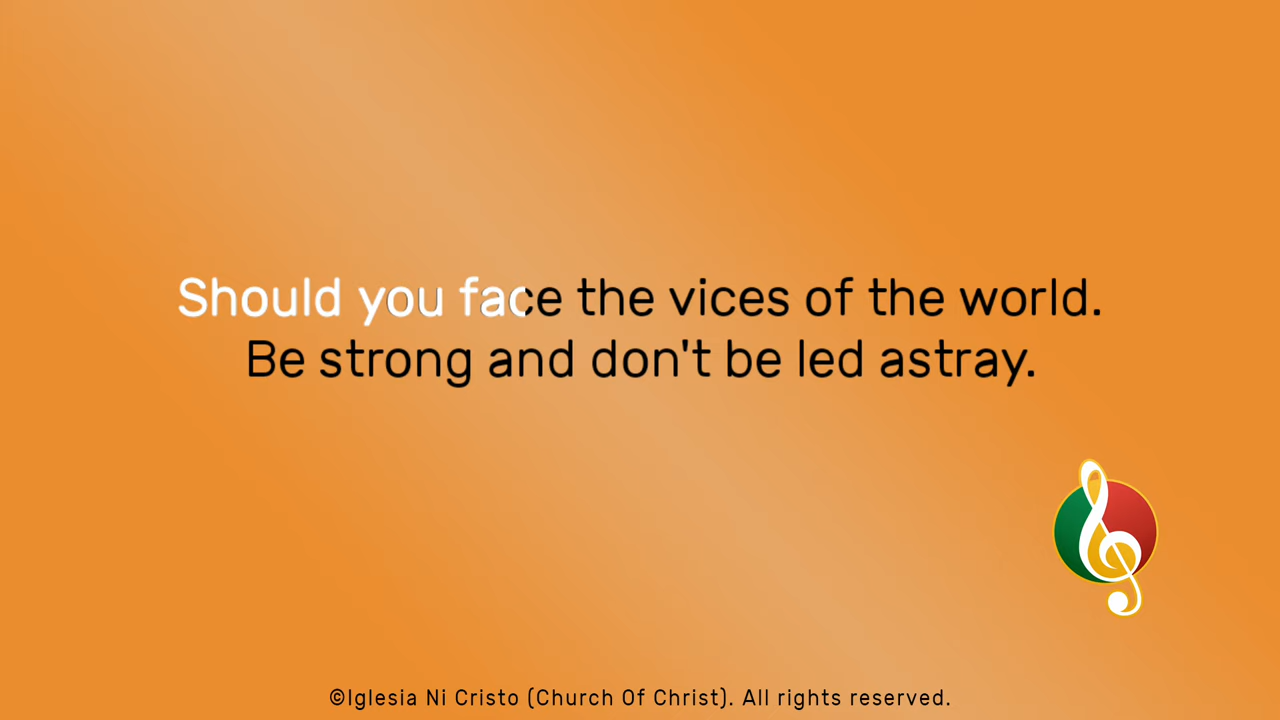 Should you face the vices of the world.
Be strong and don't be led astray.
©Iglesia Ni Cristo (Church Of Christ). All rights reserved.